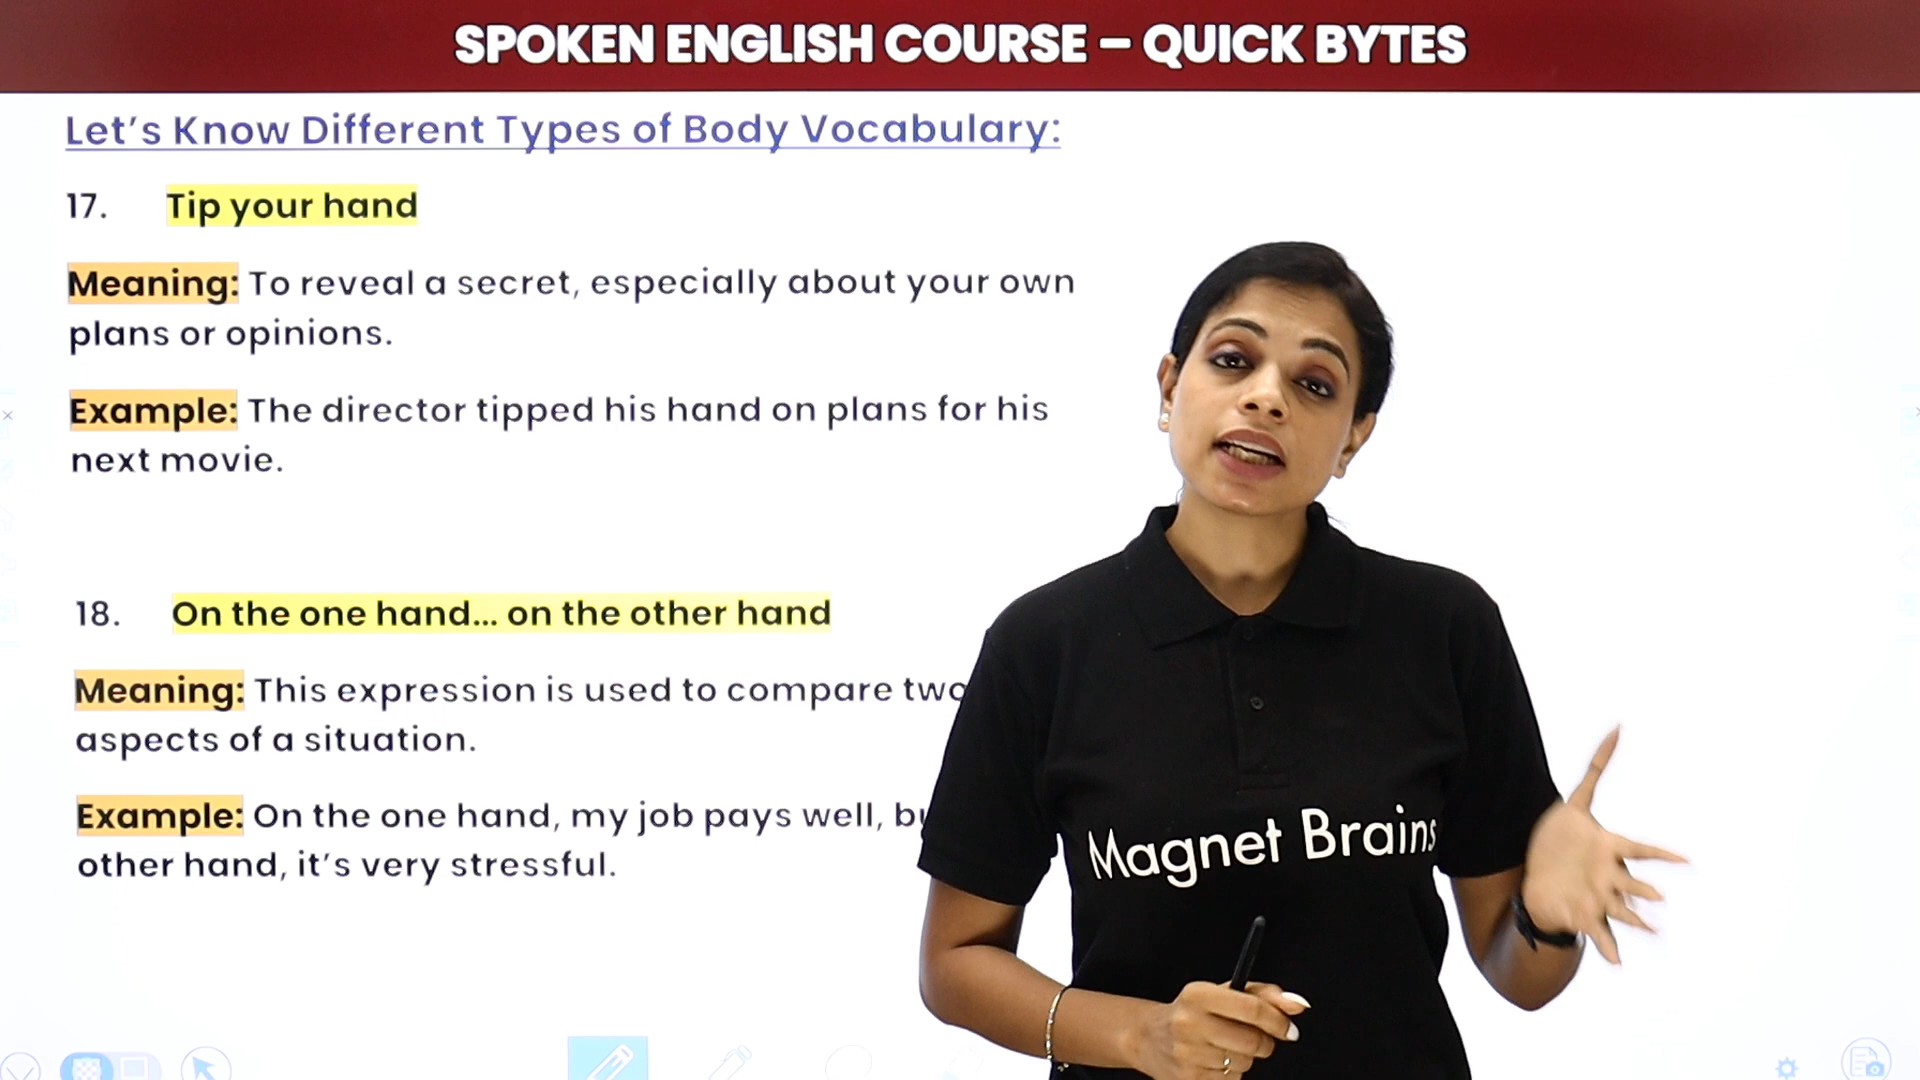 SPOKEN ENGLISH COURSE – QUICK BYTES
Let's Know Different Types of Body Vocabulary:
17. Tip your hand
Meaning: To reveal a secret, especially about your own
plans or opinions.
Example: The director tipped his hand on plans for his
next movie.
18. On the one hand... on the other hand
Meaning: This expression is used to compare two
aspects of a situation.
Example: On the one hand, my job pays well,
other hand, it's very stressful.
Magnet Brains